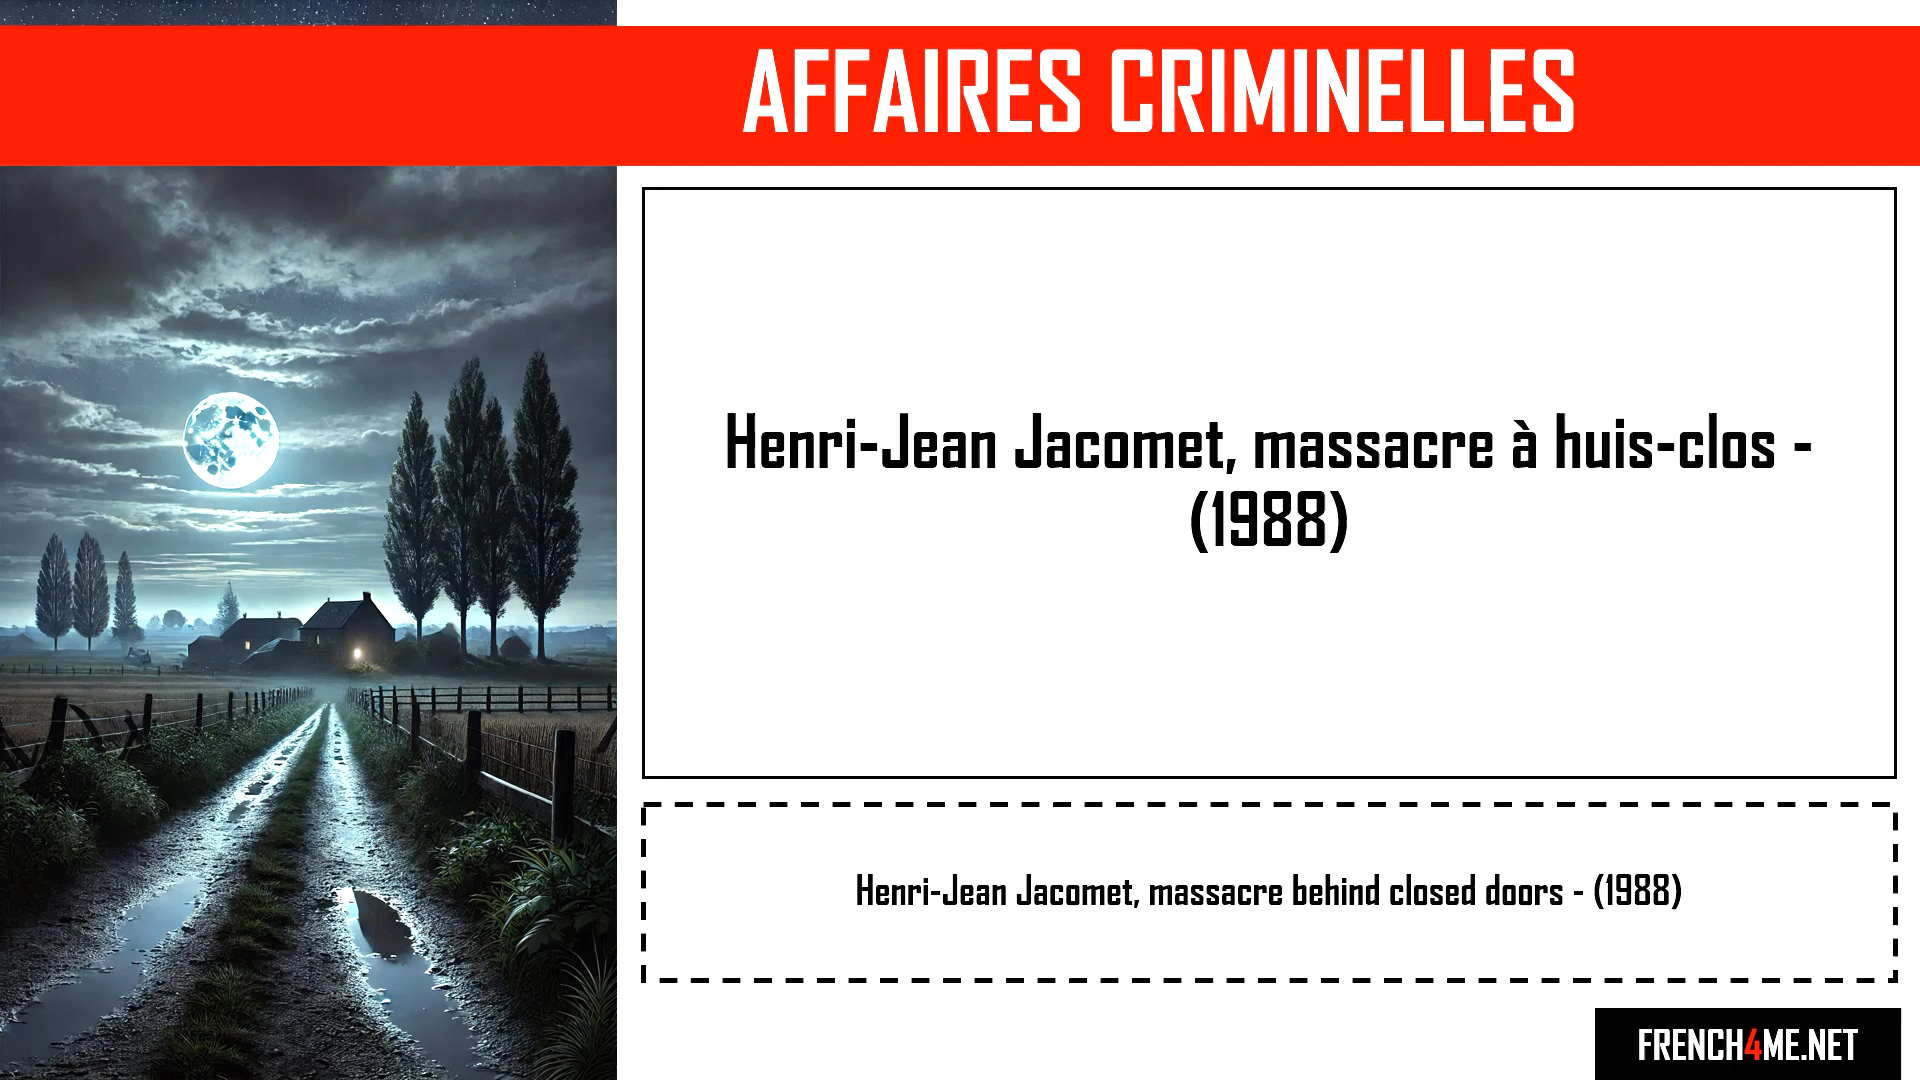 AFFAIRES CRIMINELLES
Henri-Jean Jacomet, massacre à huis-clos -
(1988)
Henri-Jean Jacomet, massacre behind closed doors - (1988)
FRENCH4ME.NET